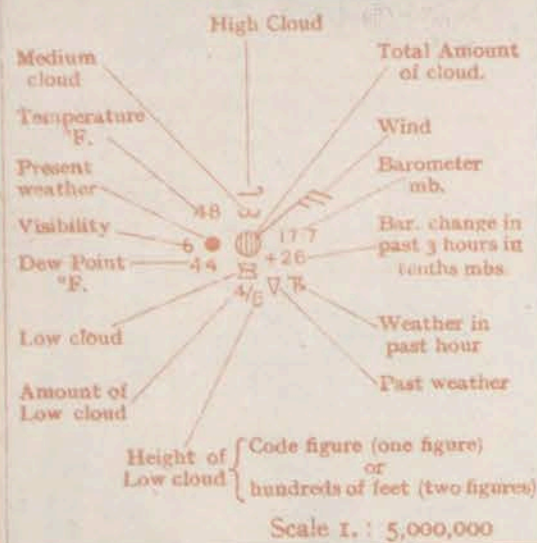 High Cloud
Medium
cloud
Total Amount
of cloud.
Temperature
°F.
Wind
Present
weather
Barometer
mb.
48
Visibility
6
177
Bar. change in
past 3 hours in
tenths mbs
Dew Point
°F.
44
+26
4/5
Low cloud
Weather in
past hour
Amount of
Low cloud
Past weather
Height of
Low cloud
Code figure (one figure)
or
hundreds of feet (two figures)
Scale 1. : 5,000,000